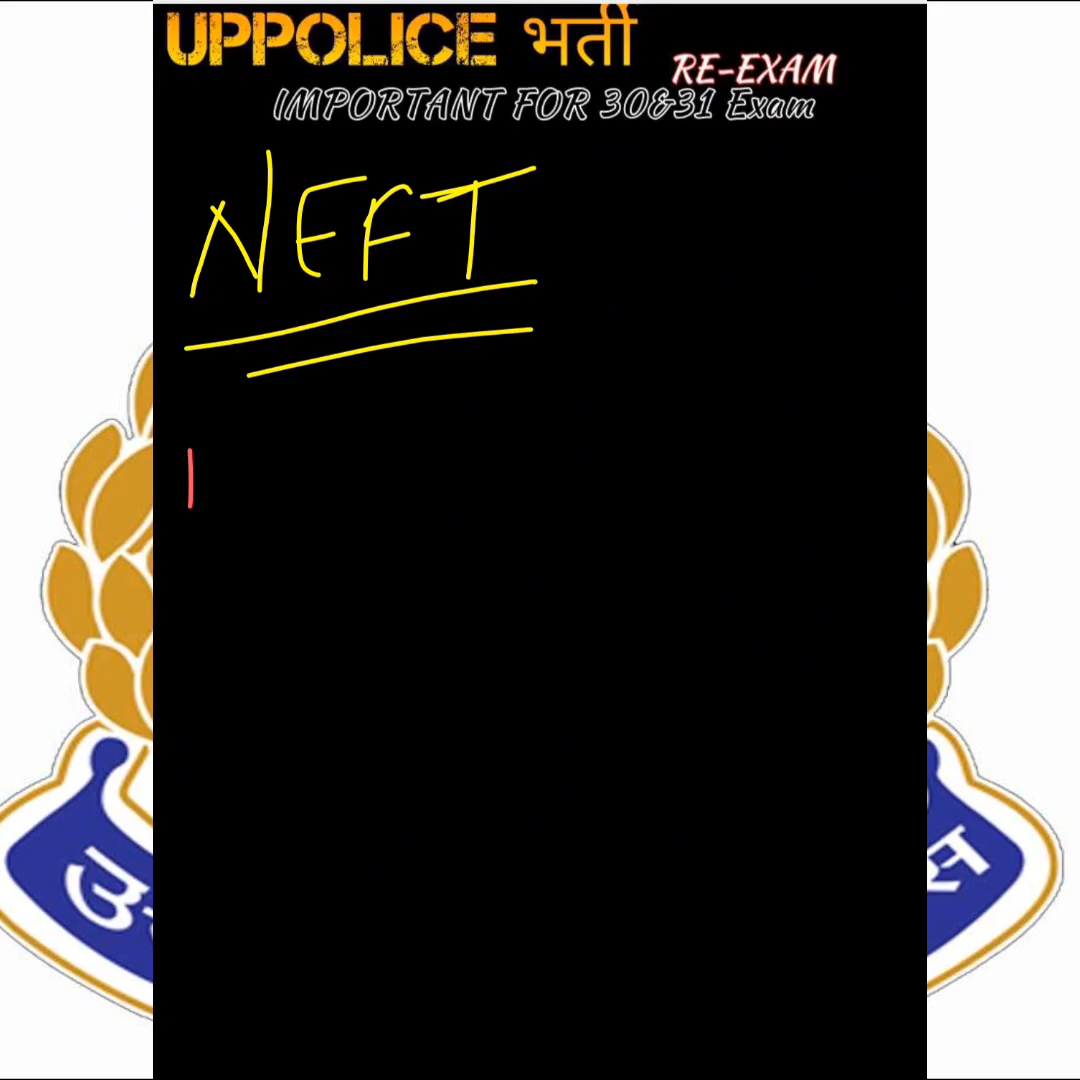 UPPOLICE भर्ती
RE-EXAM
IMPORTANT FOR 30&31 Exam
NEFT